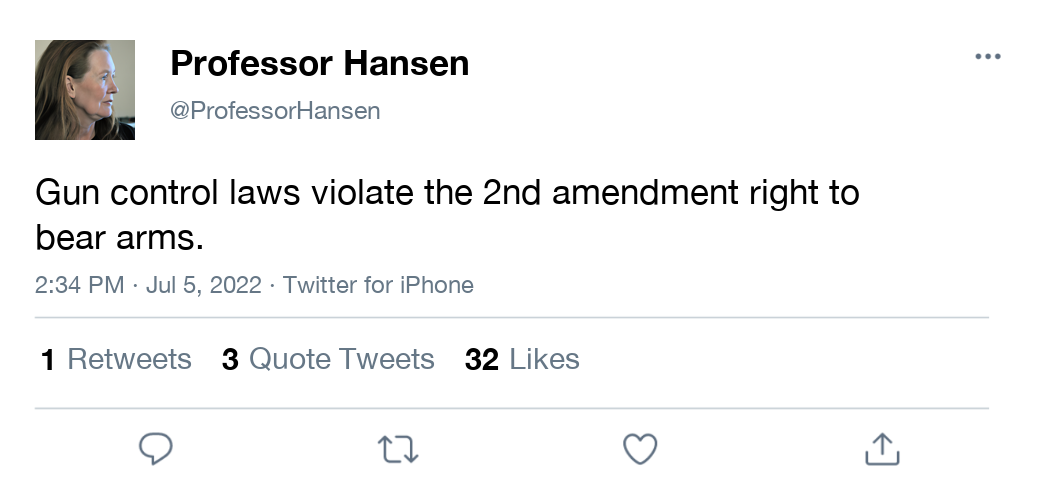 Professor Hansen
@ProfessorHansen
Gun control laws violate the 2nd amendment right to
bear arms.
2:34 PM · Jul 5, 2022 · Twitter for iPhone
1 Retweets 3 Quote Tweets 32 Likes